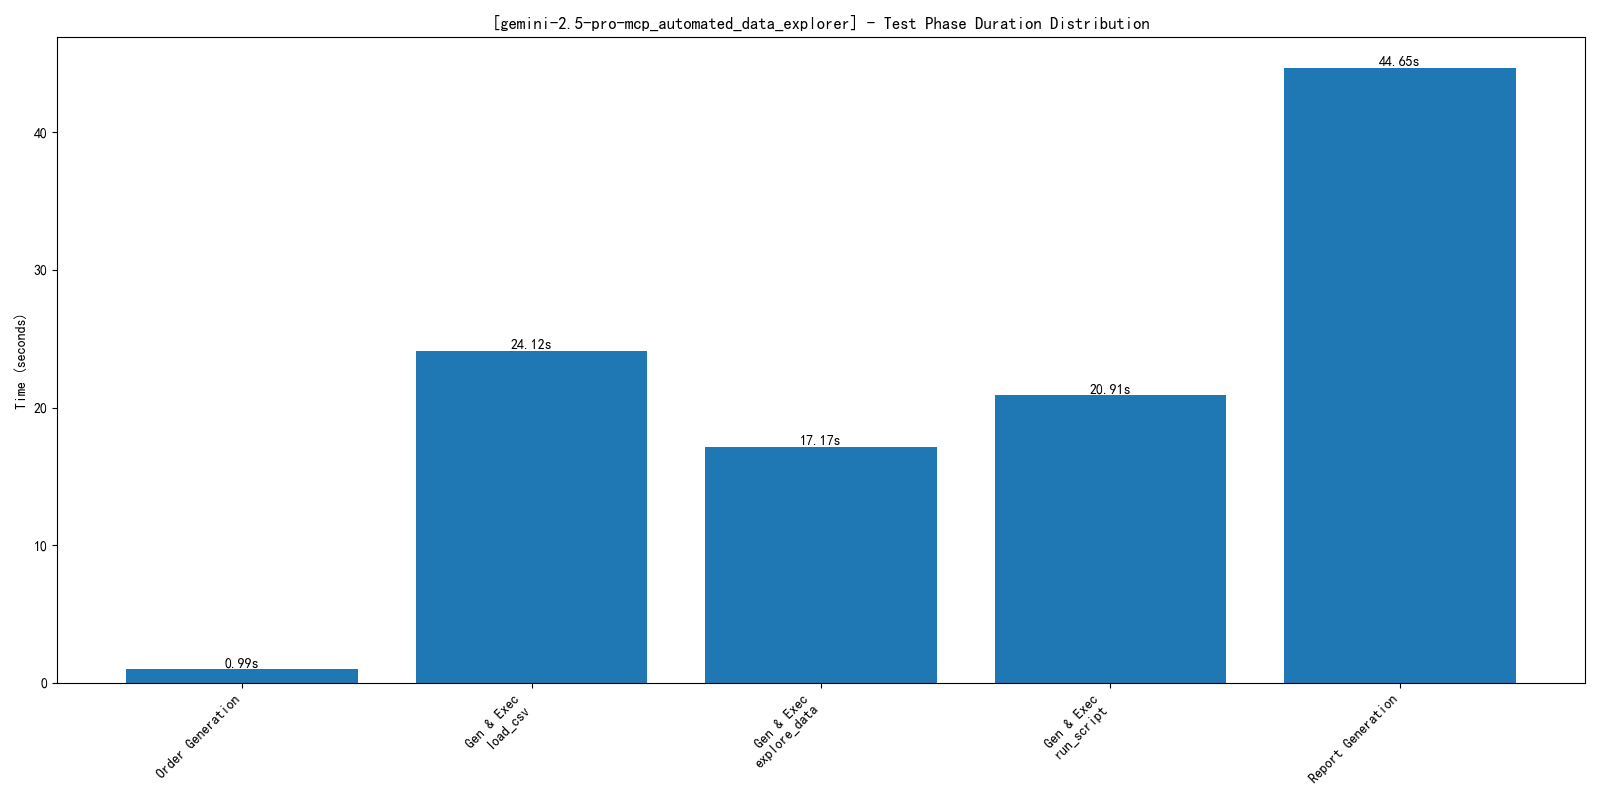 [gemini-2.5-pro-mcp_automated_data_explorer] - Test Phase Duration Distribution
Time (seconds)
40
30
20
10
0
0.99s
24.12s
17.17s
20.91s
44.65s
Order Generation
Gen & Exec
load_csv
Gen & Exec
explore_data
Gen & Exec
run_script
Report Generation